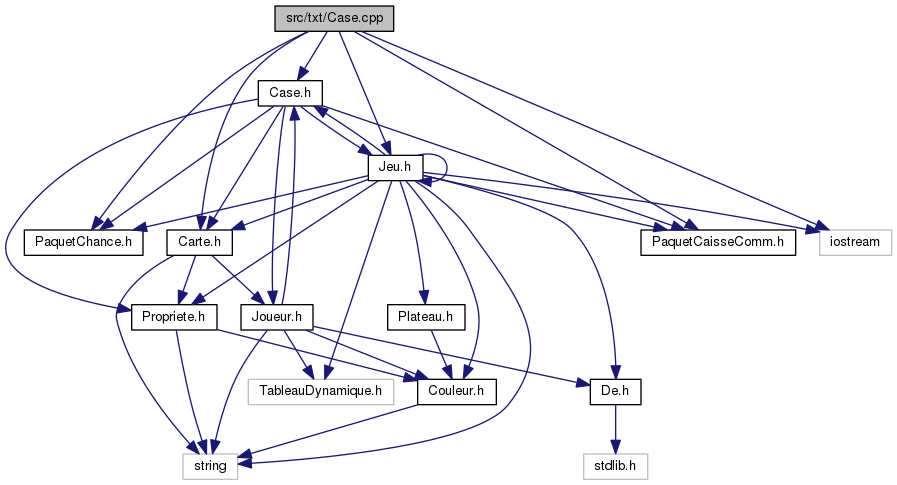 src/txt/Case.cpp
Case.h
Jeu.h
PaquetChance.h
Carte.h
PaquetCaisseComm.h
iostream
Propriete.h
Joueur.h
Plateau.h
TableauDynamique.h
Couleur.h
De.h
string
stdlib.h